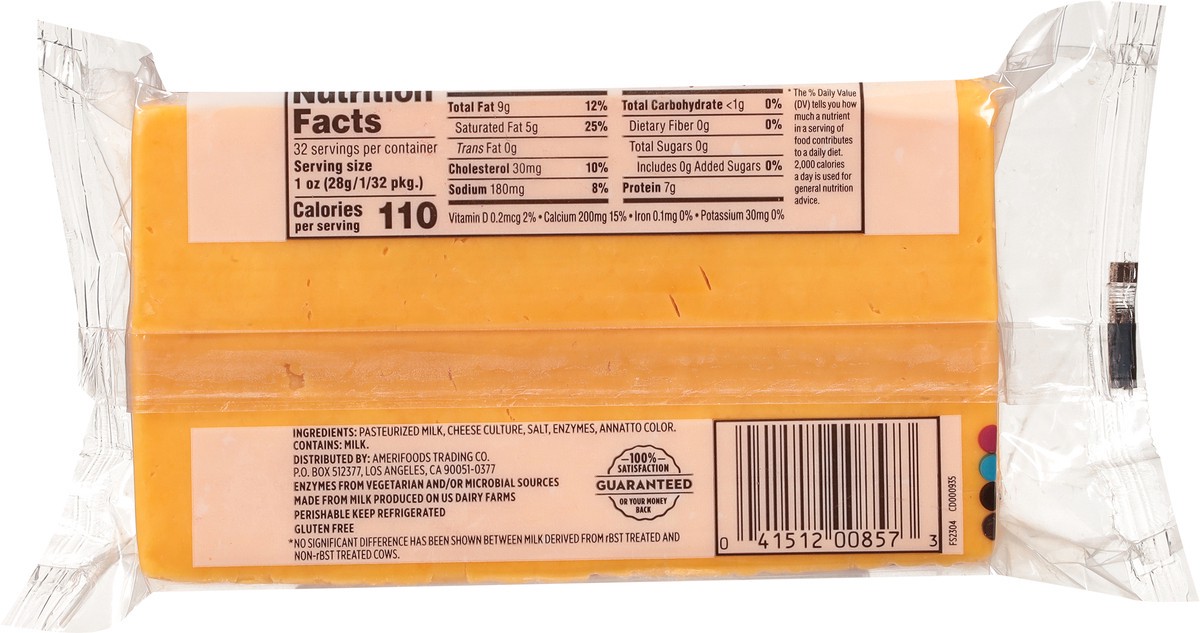 Nutrition
Facts
32 servings per container
Serving size
1 oz (28g/1/32 pkg.)
Calories
per serving
110
Total Fat 9g 12%
Saturated Fat 5g 25%
Trans Fat 0g
Cholesterol 30mg 10%
Sodium 180mg 8%
Total Carbohydrate <1g 0%
Dietary Fiber 0g 0%
Total Sugars 0g
Includes 0g Added Sugars 0%
Protein 7g
Vitamin D 0.2mcg 2% • Calcium 200mg 15% • Iron 0.1mg 0% • Potassium 30mg 0%
* The % Daily Value
(DV) tells you how
much a nutrient
in a serving of
food contributes
to a daily diet.
2,000 calories
a day is used for
general nutrition
advice.
INGREDIENTS: PASTEURIZED MILK, CHEESE CULTURE, SALT, ENZYMES, ANNATTO COLOR.
CONTAINS: MILK.
DISTRIBUTED BY: AMERIFOODS TRADING CO.
P.O. BOX 512377, LOS ANGELES, CA 90051-0377
ENZYMES FROM VEGETARIAN AND/OR MICROBIAL SOURCES
MADE FROM MILK PRODUCED ON US DAIRY FARMS
PERISHABLE KEEP REFRIGERATED
GLUTEN FREE
*NO SIGNIFICANT DIFFERENCE HAS BEEN SHOWN BETWEEN MILK DERIVED FROM rBST TREATED AND
NON-rBST TREATED COWS.
100%
SATISFACTION
GUARANTEED
OR YOUR MONEY
BACK
0 41512 00857 3
FS2304 CD000935